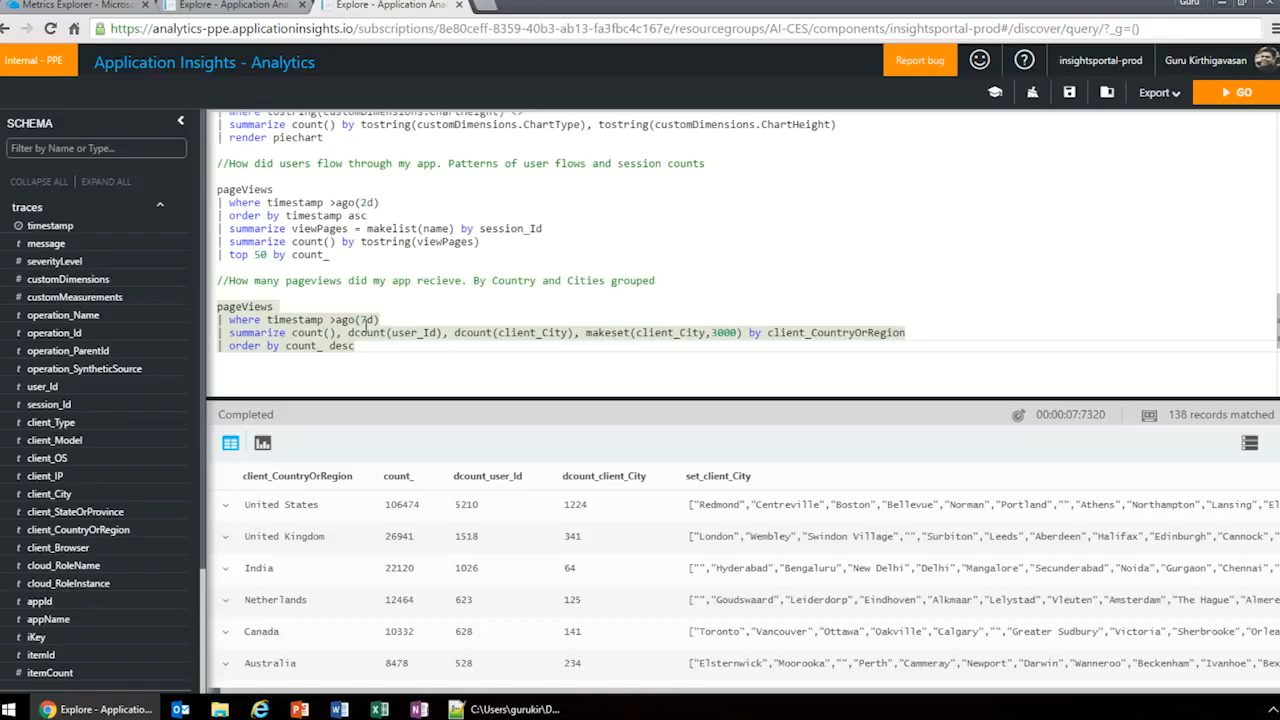 Metrics Explorer - Micros
Explore - Application An
Explore - Application Ana
Guru
https://analytics-ppe.applicationinsights.io/subscriptions/8e80ceff-8359-40b3-ab13-fa3fbc4c167e/resourcegroups/AI-CES/components/insightsportal-prod#/discover/query/?_g=()
Internal - PPE
Application Insights - Analytics
Report bug
insightsportal-prod
Guru Kirthigavasan
Export
GO
SCHEMA
Filter by Name or Type...
COLLAPSE ALL
EXPAND ALL
traces
timestamp
t message
# severityLevel
# customDimensions
# customMeasurements
t operation_Name
t operation_Id
t operation_ParentId
t operation_SyntheticSource
t user_Id
t session_Id
t client_Type
t client_Model
t client_OS
t client_IP
t client_City
t client_StateOrProvince
t client_CountryOrRegion
t client_Browser
t cloud_RoleName
t cloud_RoleInstance
t appId
t appName
t iKey
t itemId
# itemCount
| where tostring(customDimensions.ChartHeight) <>
| summarize count() by tostring(customDimensions.ChartType), tostring(customDimensions.ChartHeight)
| render piechart
//How did users flow through my app. Patterns of user flows and session counts
pageViews
| where timestamp >ago(2d)
| order by timestamp asc
| summarize viewPages = makelist(name) by session_Id
| summarize count() by tostring(viewPages)
| top 50 by count_
//How many pageviews did my app recieve. By Country and Cities grouped
pageViews
| where timestamp >ago(7d)
| summarize count(), dcount(user_Id), dcount(client_City), makeset(client_City,3000) by client_CountryOrRegion
| order by count_ desc
Completed
00:00:07:7320
138 records matched
client_CountryOrRegion count_ dcount_user_Id dcount_client_City set_client_City
United States 106474 5210 1224 ["Redmond","Centreville","Boston","Bellevue","Norman","Portland","","Athens","Northampton","Lansing","El
United Kingdom 26941 1518 341 ["London","Wembley","Swindon Village","","Surbiton","Leeds","Aberdeen","Halifax","Edinburgh","Cannock","
India 22120 1026 64 ["","Hyderabad","Bengaluru","New Delhi","Delhi","Mangalore","Secunderabad","Noida","Gurgaon","Chennai","
Netherlands 12464 623 125 ["","Goudswaard","Leiderdorp","Eindhoven","Alkmaar","Lelystad","Vleuten","Amsterdam","The Hague","Almere
Canada 10332 628 141 ["Toronto","Vancouver","Ottawa","Oakville","Calgary","","Greater Sudbury","Victoria","Sherbrooke","Orlea
Australia 8478 528 234 ["Elsternwick","Moorooka","","Perth","Cammeray","Newport","Darwin","Wanneroo","Beckenham","Ivanhoe","Bex
Explore - Applicatio...
C:\Users\gurukir\D...